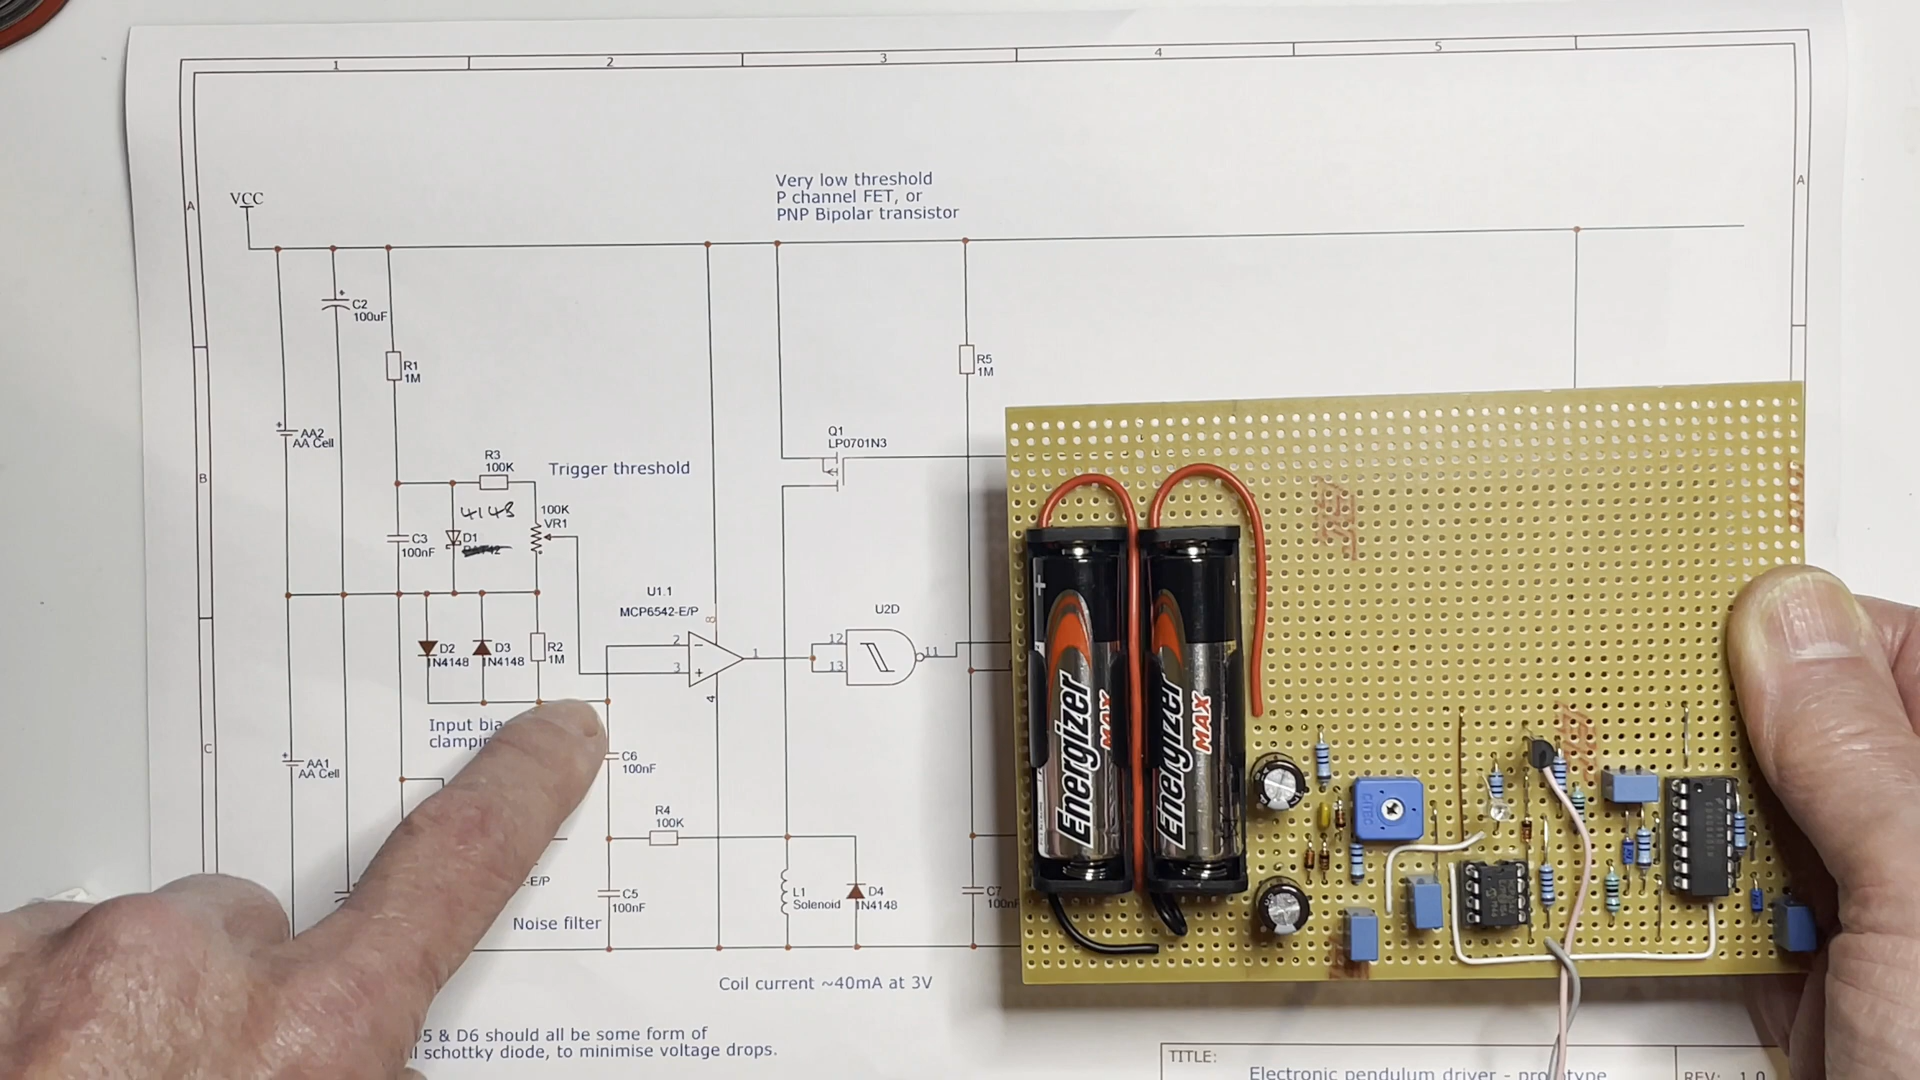 1
2
3
4
5
A
A
VCC
Very low threshold
P channel FET, or
PNP Bipolar transistor
C2
100uF
R1
1M
R5
1M
AA2
AA Cell
Q1
LP0701N3
B
R3
100K
Trigger threshold
4148
100K
VR1
C3
100nF
D1
BAT42
U1.1
MCP6542-E/P
U2D
8
2
3
1
4
12
13
11
D2
1N4148
D3
1N4148
R2
1M
Input bia
clampin
C
AA1
AA Cell
C6
100nF
R4
100K
-E/P
C5
100nF
L1
Solenoid
D4
1N4148
C7
100nF
Noise filter
Coil current ~40mA at 3V
5 & D6 should all be some form of
schottky diode, to minimise voltage drops.
TITLE:
Electronic pendulum driver - prototype
REV: 1.0
Energizer
MAX
Energizer
MAX